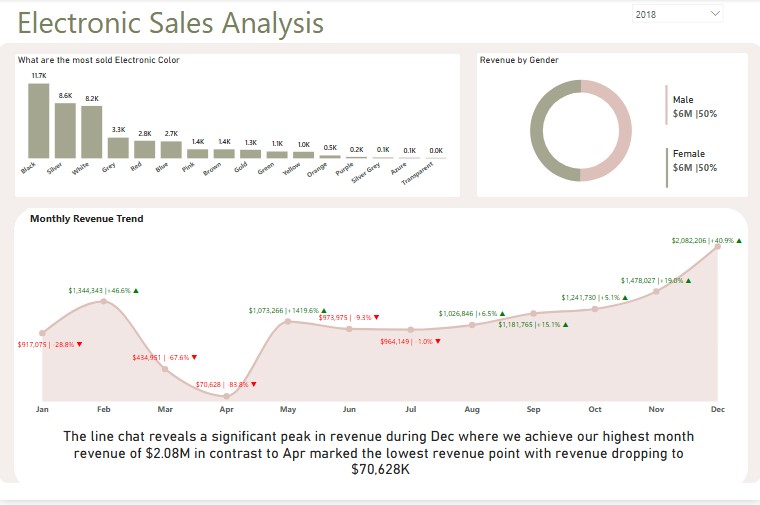 Electronic Sales Analysis
2018
What are the most sold Electronic Color
11.7K
8.6K
8.2K
3.3K
2.8K
2.7K
1.4K
1.4K
1.3K
1.1K
1.0K
0.5K
0.2K
0.1K
0.1K
0.0K
Black
Silver
White
Grey
Red
Blue
Pink
Brown
Gold
Green
Yellow
Orange
Purple
Silver Grey
Azure
Transparent
Revenue by Gender
Male
$6M |50%
Female
$6M |50%
Monthly Revenue Trend
$917,075 | -28.8% ▼
$1,344,343 |+46.6% ▲
$434,951 | -67.6% ▼
$70,628 | -83.8% ▼
$1,073,266 |+1419.6% ▲
$973,975 | -9.3% ▼
$964,149 | -1.0% ▼
$1,026,846 |+6.5% ▲
$1,181,765 |+15.1% ▲
$1,241,730 |+5.1% ▲
$1,478,027 |+19.0% ▲
$2,082,206 |+40.9% ▲
Jan
Feb
Mar
Apr
May
Jun
Jul
Aug
Sep
Oct
Nov
Dec
The line chat reveals a significant peak in revenue during Dec where we achieve our highest month
revenue of $2.08M in contrast to Apr marked the lowest revenue point with revenue dropping to
$70,628K